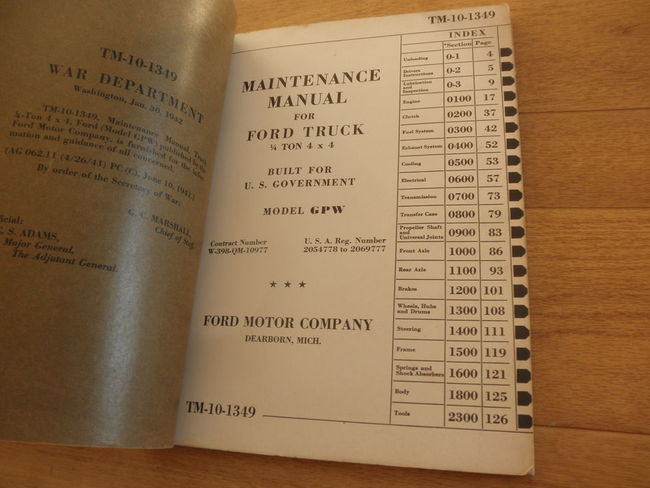 TM-10-1349
WAR DEPARTMENT
Washington, Jan. 30, 1942
TM-10-1349, Maintenance Manual, Truck
¼-Ton 4 x 4, Ford (Model GPW) published by the
Ford Motor Company, is furnished for the infor-
mation and guidance of all concerned.
(AG 062.11 (4/26/41) PC (C), June 10, 1941.)
By order of the Secretary of War:
G. C. MARSHALL,
Chief of Staff.
S. ADAMS,
Major General,
The Adjutant General.
TM-10-1349
MAINTENANCE
MANUAL
FOR
FORD TRUCK
¼ TON 4 x 4
BUILT FOR
U. S. GOVERNMENT
MODEL GPW
Contract Number U. S. A. Reg. Number
W-398-QM-10977 2054778 to 2069777
★ ★ ★
FORD MOTOR COMPANY
DEARBORN, MICH.
TM-10-1349
INDEX
*Section Page
Unloading 0-1 4
Drivers
Instructions 0-2 5
Lubrication
and
Inspection 0-3 9
Engine 0100 17
Clutch 0200 37
Fuel System 0300 42
Exhaust System 0400 52
Cooling 0500 53
Electrical 0600 57
Transmission 0700 73
Transfer Case 0800 79
Propeller Shaft
and
Universal Joints 0900 83
Front Axle 1000 86
Rear Axle 1100 93
Brakes 1200 101
Wheels, Hubs
and Drums 1300 108
Steering 1400 111
Frame 1500 119
Springs and
Shock Absorbers 1600 121
Body 1800 125
Tools 2300 126